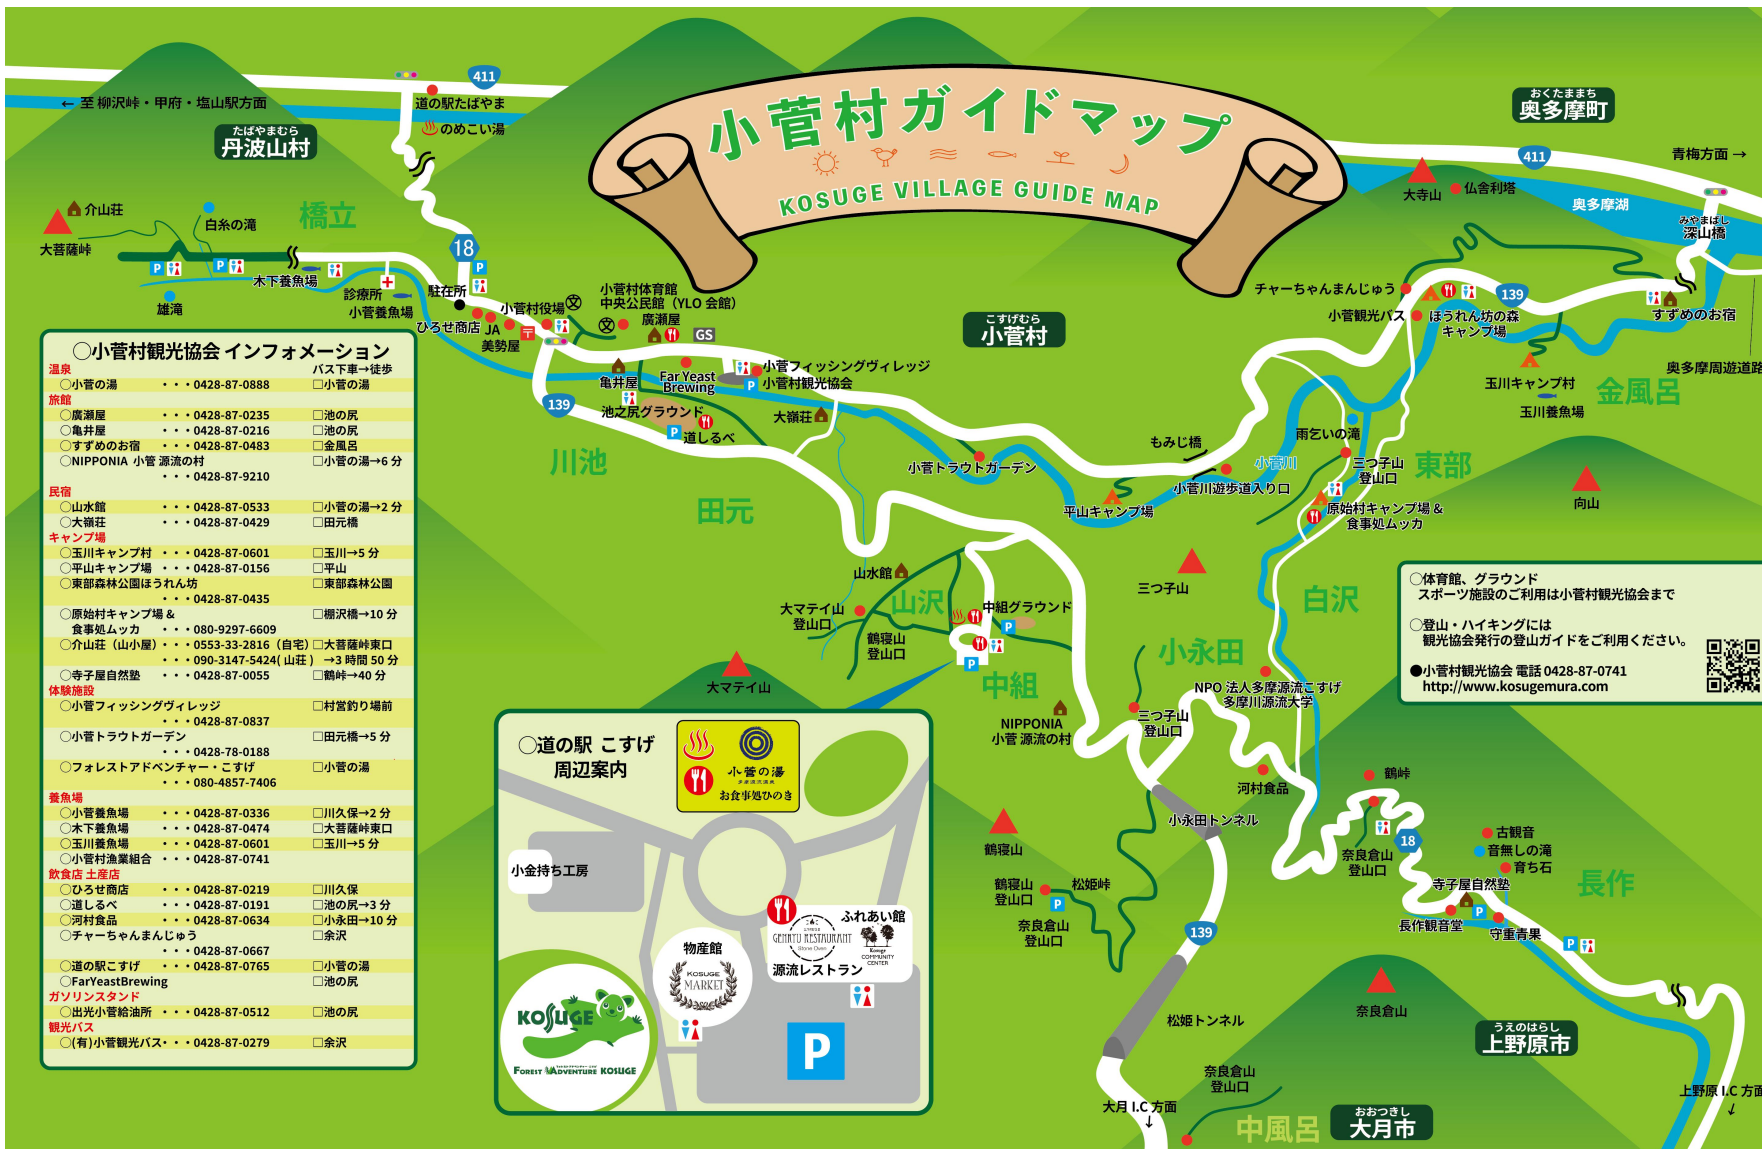 小菅村ガイドマップ
KOSUGE VILLAGE GUIDE MAP
411
← 至 柳沢峠・甲府・塩山駅方面
道の駅たばやま
のめこい湯
たばやまむら
丹波山村
おくたままち
奥多摩町
411
青梅方面 →
大寺山
仏舎利塔
奥多摩湖
みやまばし
深山橋
介山荘
大菩薩峠
白糸の滝
橋立
18
P
P
P
木下養魚場
雄滝
診療所
小菅養魚場
駐在所
ひろせ商店
JA
美勢屋
小菅村役場
文
文
小菅村体育館
中央公民館（YLO 会館）
廣瀬屋
GS
こすげむら
小菅村
チャーちゃんまんじゅう
小菅観光バス
ほうれん坊の森
キャンプ場
139
すずめのお宿
奥多摩周遊道路
玉川キャンプ村
玉川養魚場
金風呂
亀井屋
Far Yeast
Brewing
小菅フィッシングヴィレッジ
P
小菅村観光協会
139
池之尻グラウンド
P
道しるべ
大嶺荘
川池
田元
小菅トラウトガーデン
もみじ橋
小菅川
小菅川遊歩道入り口
平山キャンプ場
雨乞いの滝
三つ子山
登山口
東部
原始村キャンプ場 &
食事処ムッカ
向山
三つ子山
白沢
山水館
大マテイ山
登山口
山沢
鶴寝山
登山口
中組グラウンド
P
P
中組
大マテイ山
小永田
NPO 法人多摩源流こすげ
多摩川源流大学
三つ子山
登山口
NIPPONIA
小菅 源流の村
河村食品
鶴峠
小永田トンネル
鶴寝山
鶴寝山
登山口
松姫峠
P
奈良倉山
登山口
139
奈良倉山
登山口
18
古観音
音無しの滝
育ち石
寺子屋自然塾
P
長作観音堂
守重青果
長作
P
奈良倉山
松姫トンネル
奈良倉山
登山口
大月 I.C 方面
↓
中風呂
おおつきし
大月市
うえのはらし
上野原市
上野原 I.C 方面
↓
○小菅村観光協会 インフォメーション
温泉 バス下車→徒歩
○小菅の湯 ・・・0428-87-0888 □小菅の湯
旅館
○廣瀬屋 ・・・0428-87-0235 □池の尻
○亀井屋 ・・・0428-87-0216 □池の尻
○すずめのお宿 ・・・0428-87-0483 □金風呂
○NIPPONIA 小菅 源流の村 □小菅の湯→6 分
・・・0428-87-9210
民宿
○山水館 ・・・0428-87-0533 □小菅の湯→2 分
○大嶺荘 ・・・0428-87-0429 □田元橋
キャンプ場
○玉川キャンプ村 ・・・0428-87-0601 □玉川→5 分
○平山キャンプ場 ・・・0428-87-0156 □平山
○東部森林公園ほうれん坊 □東部森林公園
・・・0428-87-0435
○原始村キャンプ場 & □棚沢橋→10 分
食事処ムッカ ・・・080-9297-6609
○介山荘（山小屋）・・・0553-33-2816（自宅） □大菩薩峠東口
・・・090-3147-5424( 山荘 ) →3 時間 50 分
○寺子屋自然塾 ・・・0428-87-0055 □鶴峠→40 分
体験施設
○小菅フィッシングヴィレッジ □村営釣り場前
・・・0428-87-0837
○小菅トラウトガーデン □田元橋→5 分
・・・0428-78-0188
○フォレストアドベンチャー・こすげ □小菅の湯
・・・080-4857-7406
養魚場
○小菅養魚場 ・・・0428-87-0336 □川久保→2 分
○木下養魚場 ・・・0428-87-0474 □大菩薩峠東口
○玉川養魚場 ・・・0428-87-0601 □玉川→5 分
○小菅村漁業組合 ・・・0428-87-0741
飲食店 土産店
○ひろせ商店 ・・・0428-87-0219 □川久保
○道しるべ ・・・0428-87-0191 □池の尻→3 分
○河村食品 ・・・0428-87-0634 □小永田→10 分
○チャーちゃんまんじゅう □余沢
・・・0428-87-0667
○道の駅こすげ ・・・0428-87-0765 □小菅の湯
○FarYeastBrewing □池の尻
ガソリンスタンド
○出光小菅給油所 ・・・0428-87-0512 □池の尻
観光バス
○(有)小菅観光バス・・・0428-87-0279 □余沢
○体育館、グラウンド
スポーツ施設のご利用は小菅村観光協会まで
○登山・ハイキングには
観光協会発行の登山ガイドをご利用ください。
●小菅村観光協会 電話 0428-87-0741
http://www.kosugemura.com
○道の駅 こすげ
周辺案内
小菅の湯
多摩源流温泉
お食事処ひのき
小金持ち工房
物産館
KOSUGE
MARKET
ふれあい館
GENRYU RESTAURANT
Stone Oven
Kosuge
COMMUNITY
CENTER
源流レストラン
P
KOSUGE
FOREST ADVENTURE KOSUGE